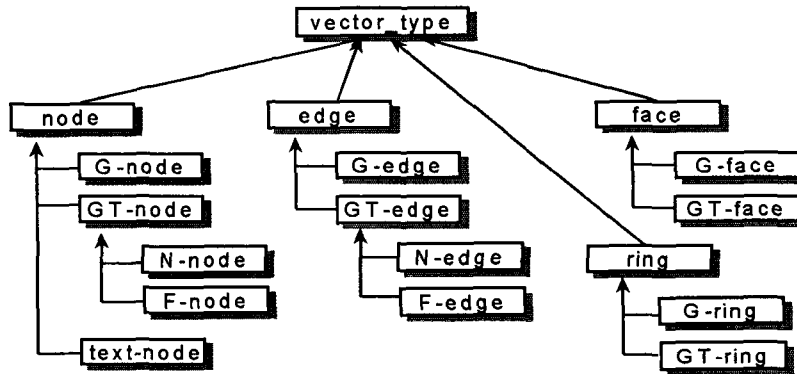 vector_type
node
edge
face
G-node
G-edge
G-face
GT-node
GT-edge
GT-face
N-node
N-edge
ring
F-node
F-edge
G-ring
text-node
GT-ring